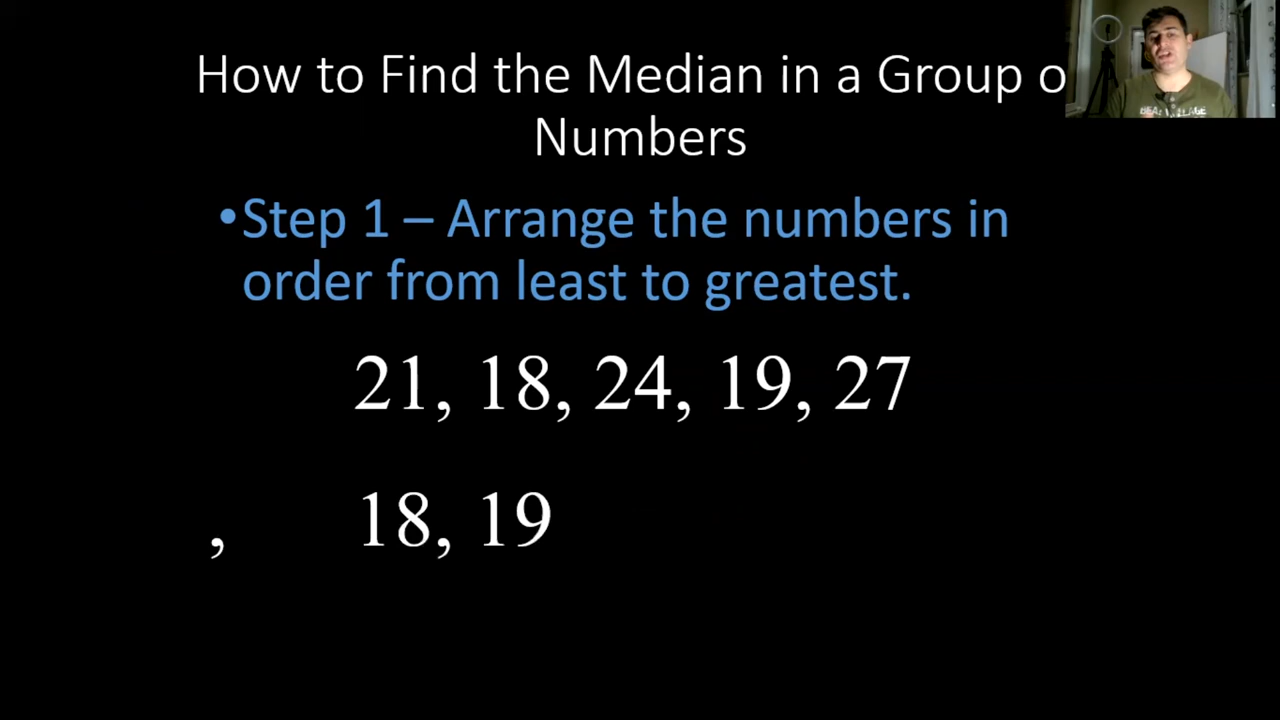 How to Find the Median in a Group o
Numbers
•Step 1 – Arrange the numbers in
order from least to greatest.
21, 18, 24, 19, 27
, 18, 19